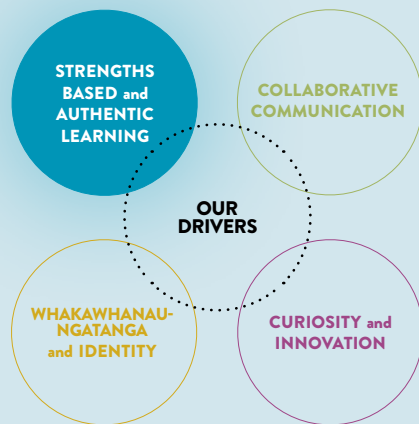 STRENGTHS
BASED and
AUTHENTIC
LEARNING
COLLABORATIVE
COMMUNICATION
OUR
DRIVERS
WHAKAWHANAU-
NGATANGA
and IDENTITY
CURIOSITY and
INNOVATION